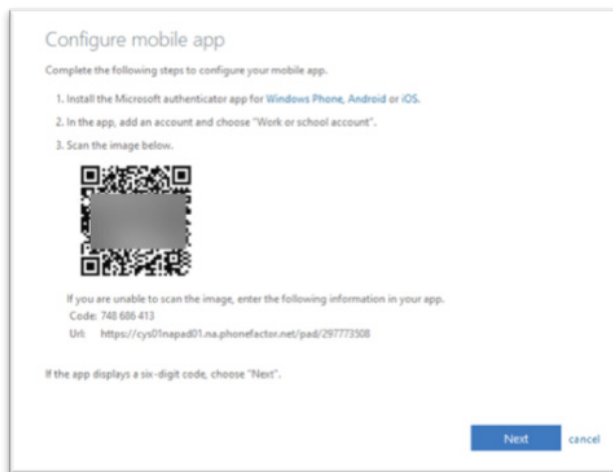 Configure mobile app
Complete the following steps to configure your mobile app.
1. Install the Microsoft authenticator app for Windows Phone, Android or iOS.
2. In the app, add an account and choose "Work or school account".
3. Scan the image below.
If you are unable to scan the image, enter the following information in your app.
Code: 748 686 413
Url: https://cys01napad01.na.phonefactor.net/pad/297773508
If the app displays a six-digit code, choose "Next".
Next cancel